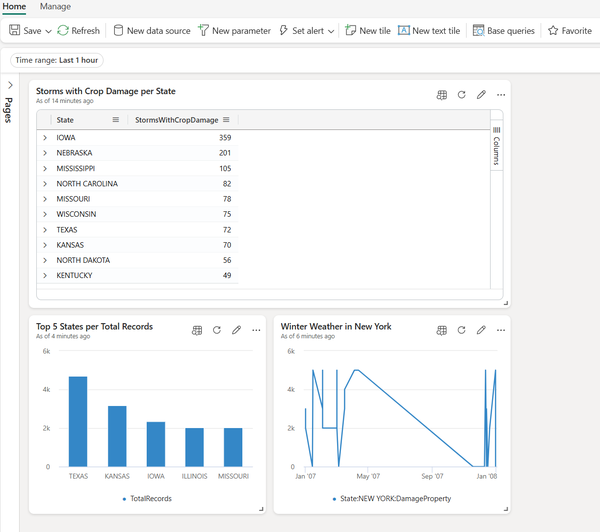 Home Manage
Save Refresh New data source New parameter Set alert New tile New text tile Base queries Favorite
Time range: Last 1 hour
Pages
Storms with Crop Damage per State
As of 14 minutes ago
State StormsWithCropDamage
IOWA 359
NEBRASKA 201
MISSISSIPPI 105
NORTH CAROLINA 82
MISSOURI 78
WISCONSIN 75
TEXAS 72
KANSAS 70
NORTH DAKOTA 56
KENTUCKY 49
Columns
Top 5 States per Total Records
As of 4 minutes ago
6k
4k
2k
0
TEXAS KANSAS IOWA ILLINOIS MISSOURI
TotalRecords
Winter Weather in New York
As of 6 minutes ago
6k
4k
2k
0
Jan '07 May '07 Sep '07 Jan '08
State:NEW YORK:DamageProperty